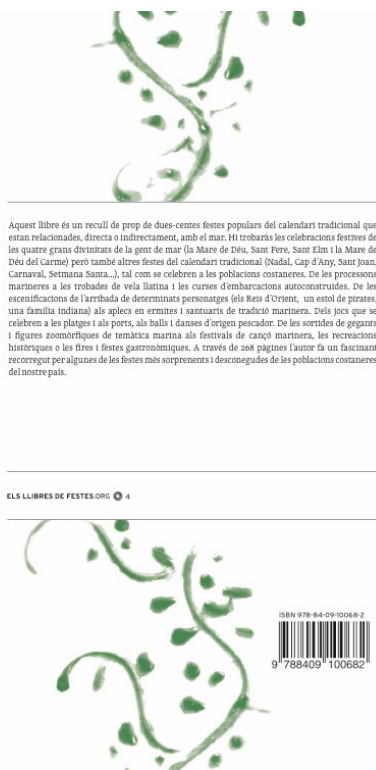 Aquest llibre és un recull de prop de dues-centes festes populars del calendari tradicional que
estan relacionades, directa o indirectament, amb el mar. Hi trobaràs les celebracions festives de
les quatre grans divinitats de la gent de mar (la Mare de Déu, Sant Pere, Sant Elm i la Mare de
Déu del Carme) però també altres festes del calendari tradicional (Nadal, Cap d'Any, Sant Joan,
Carnaval, Setmana Santa...), tal com se celebren a les poblacions costaneres. De les processons
marineres a les trobades de vela llatina i les curses d'embarcacions autoconstruides. De les
escenificacions de l'arribada de determinats personatges (els Reis d'Orient, un estol de pirates,
una família indiana) als aplecs en ermites i santuaris de tradició marinera. Dels jocs que se
celebren a les platges i als ports, als balls i danses d'origen pescador. De les sortides de gegants
i figures zoomòrfiques de temàtica marina als festivals de cançó marinera, les recreacions
històriques o les fires i festes gastronòmiques. A través de 268 pàgines l'autor fa un fascinant
recorregut per algunes de les festes més sorprenents i desconegudes de les poblacions costaneres
del nostre país.
ELS LLIBRES DE FESTES.ORG 4
ISBN 978-84-09-10068-2
9 788409 100682